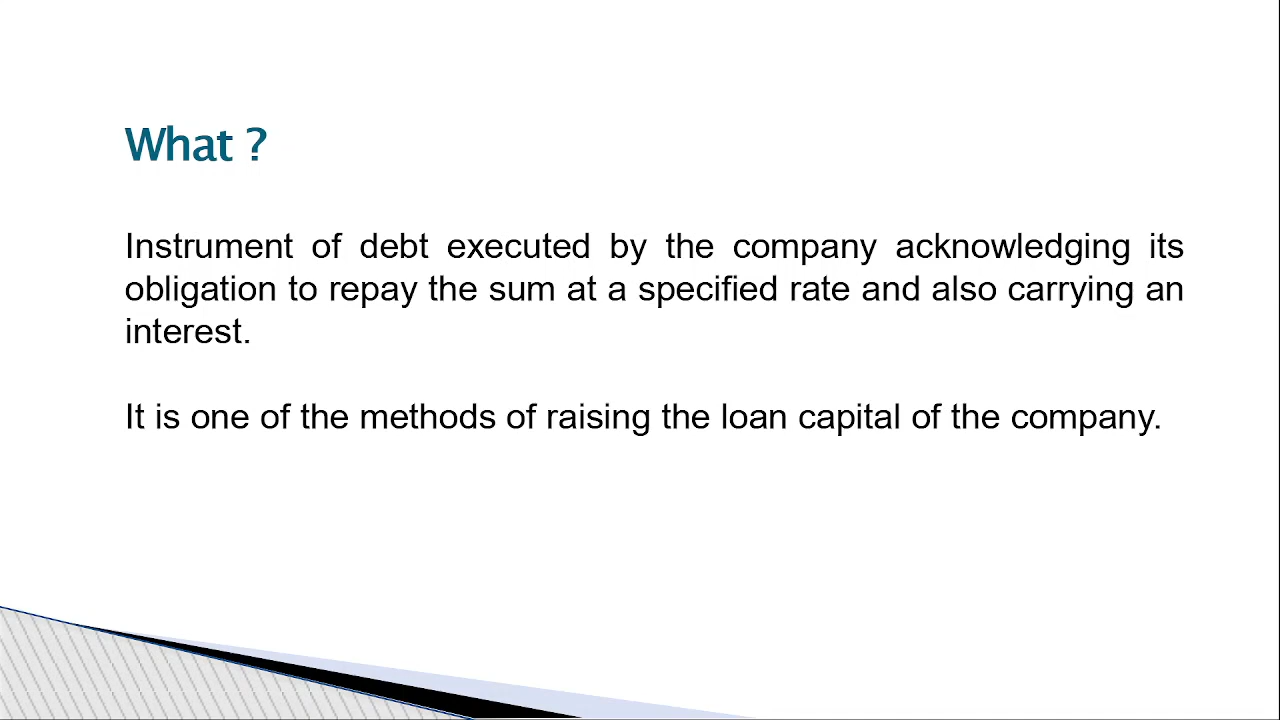 What ?
Instrument of debt executed by the company acknowledging its
obligation to repay the sum at a specified rate and also carrying an
interest.
It is one of the methods of raising the loan capital of the company.